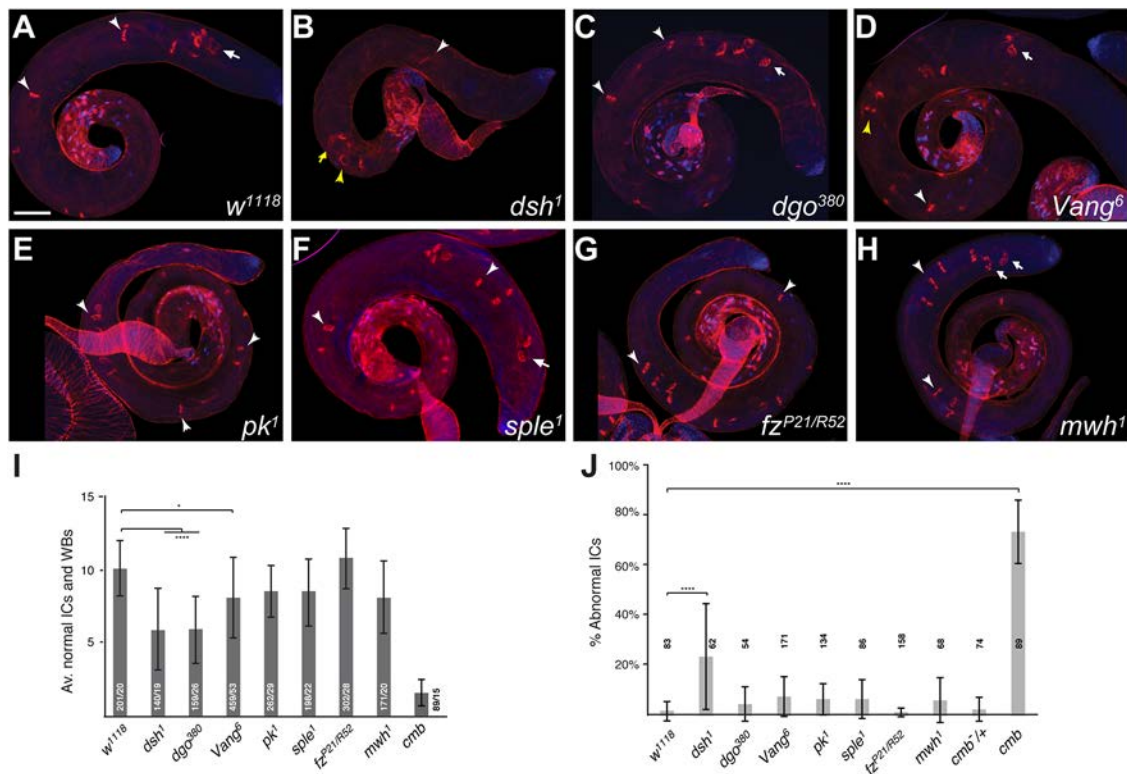 A
w1118
B
dsh1
C
dgo380
D
Vang6
E
pk1
F
sple1
G
fzP21/R52
H
mwh1
I
Av. normal ICs and WBs
15
10
5
*
****
201/20
140/19
159/26
459/53
262/29
198/22
302/28
171/20
89/15
w1118
dsh1
dgo380
Vang6
pk1
sple1
fzP21/R52
mwh1
cmb
J
% Abnormal ICs
100%
80%
60%
40%
20%
****
****
83
62
54
171
134
86
158
68
74
89
w1118
dsh1
dgo380
Vang6
pk1
sple1
fzP21/R52
mwh1
cmb-/+
cmb